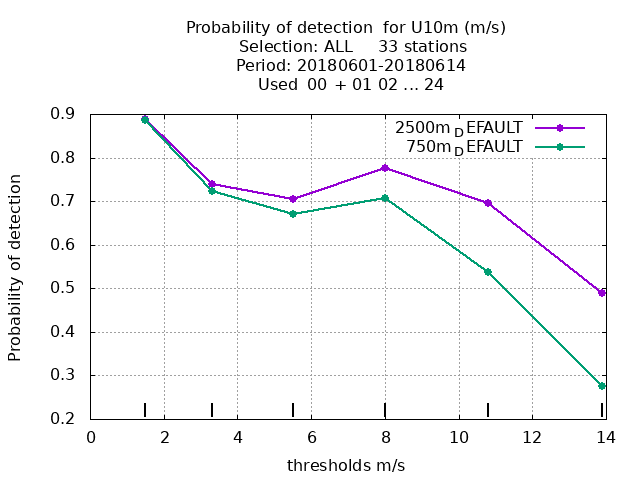 Probability of detection  for U10m (m/s)
Selection: ALL     33 stations
Period: 20180601-20180614
Used  00  + 01 02 ... 24
2500m_DEFAULT
750m_DEFAULT
Probability of detection
0.9
0.8
0.7
0.6
0.5
0.4
0.3
0.2
0 2 4 6 8 10 12 14
thresholds m/s